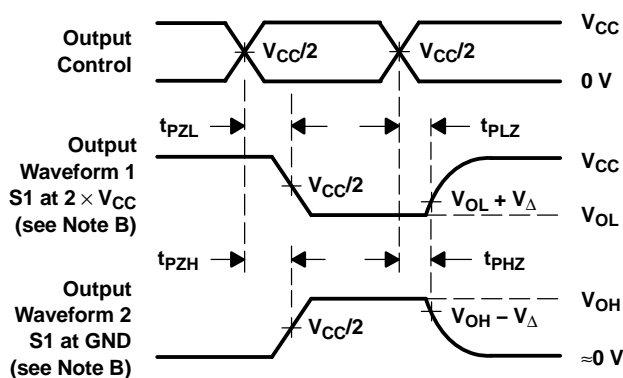 Output
Control
V_CC/2
V_CC/2
V_CC
0 V
t_PZL
t_PLZ
Output
Waveform 1
S1 at 2 × V_CC
(see Note B)
V_CC/2
V_CC
V_OL + V_Δ
V_OL
t_PZH
t_PHZ
Output
Waveform 2
S1 at GND
(see Note B)
V_CC/2
V_OH
V_OH − V_Δ
≈0 V